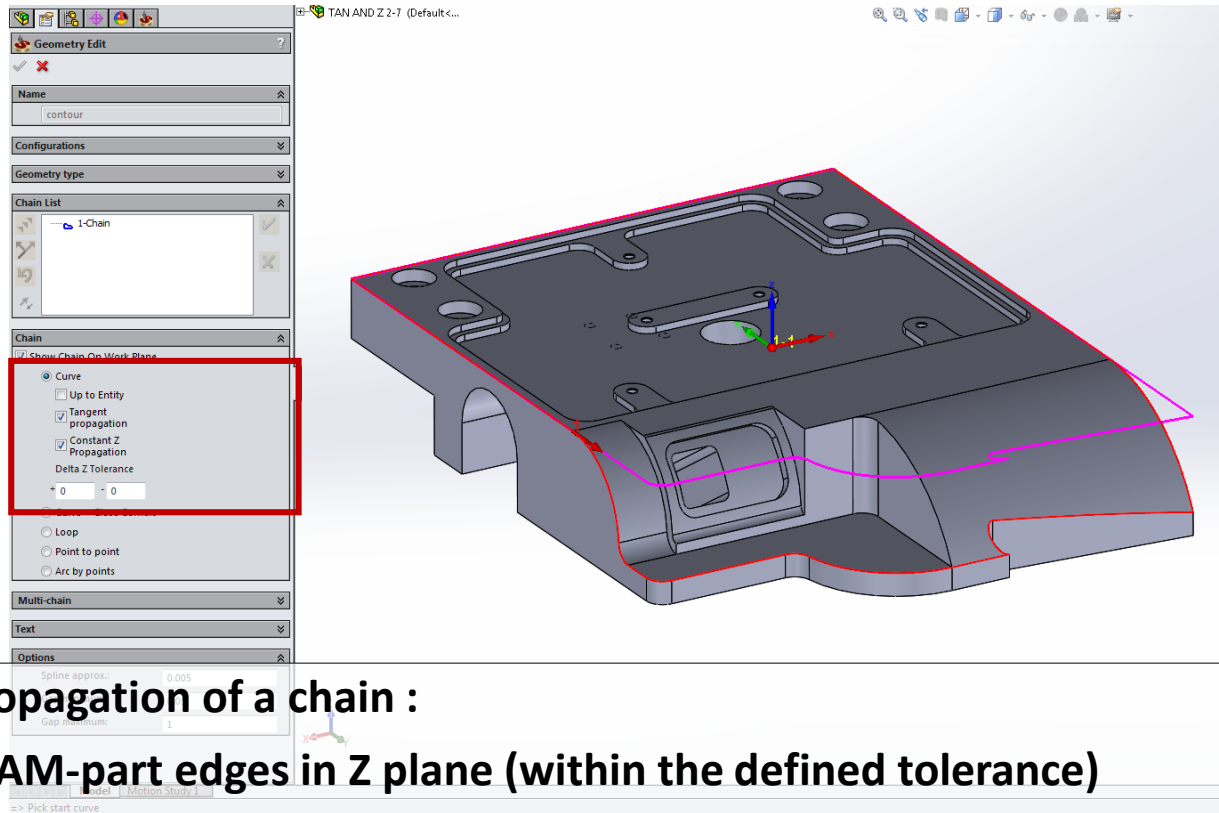 TAN AND Z 2-7 (Default<...
Geometry Edit
?
Name
contour
Configurations
Geometry type
Chain List
1-Chain
Chain
Show Chain On Work Plane
Curve
Up to Entity
Tangent
propagation
Constant Z
Propagation
Delta Z Tolerance
+ 0 - 0
Loop
Point to point
Arc by points
Multi-chain
Text
Options
Spline approx.: 0.005
Gap maximum: 1
z
x
1-1
X
Y
opagation of a chain :
AM-part edges in Z plane (within the defined tolerance)
Model Motion Study 1
=> Pick start curve